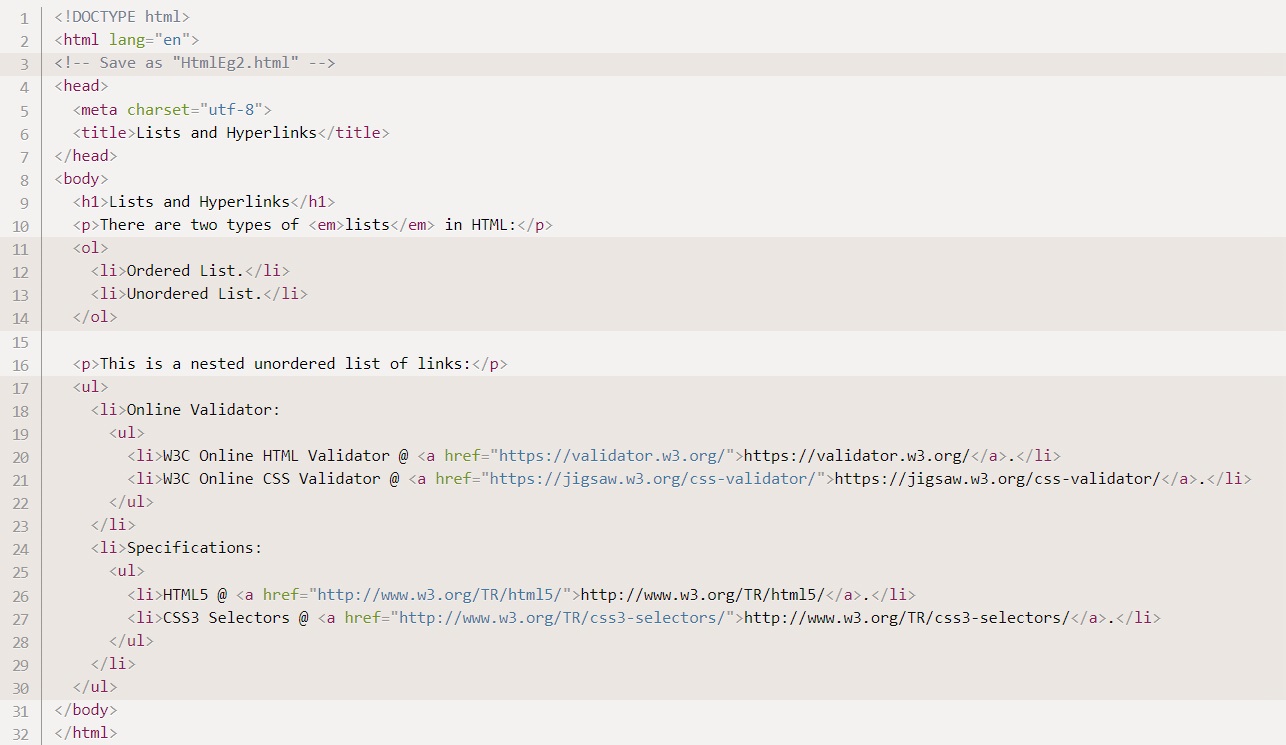 1 <!DOCTYPE html>
2 <html lang="en">
3 <!-- Save as "HtmlEg2.html" -->
4 <head>
5   <meta charset="utf-8">
6   <title>Lists and Hyperlinks</title>
7 </head>
8 <body>
9   <h1>Lists and Hyperlinks</h1>
10   <p>There are two types of <em>lists</em> in HTML:</p>
11   <ol>
12     <li>Ordered List.</li>
13     <li>Unordered List.</li>
14   </ol>
15
16   <p>This is a nested unordered list of links:</p>
17   <ul>
18     <li>Online Validator:
19       <ul>
20         <li>W3C Online HTML Validator @ <a href="https://validator.w3.org/">https://validator.w3.org/</a>.</li>
21         <li>W3C Online CSS Validator @ <a href="https://jigsaw.w3.org/css-validator/">https://jigsaw.w3.org/css-validator/</a>.</li>
22       </ul>
23     </li>
24     <li>Specifications:
25       <ul>
26         <li>HTML5 @ <a href="http://www.w3.org/TR/html5/">http://www.w3.org/TR/html5/</a>.</li>
27         <li>CSS3 Selectors @ <a href="http://www.w3.org/TR/css3-selectors/">http://www.w3.org/TR/css3-selectors/</a>.</li>
28       </ul>
29     </li>
30   </ul>
31 </body>
32 </html>